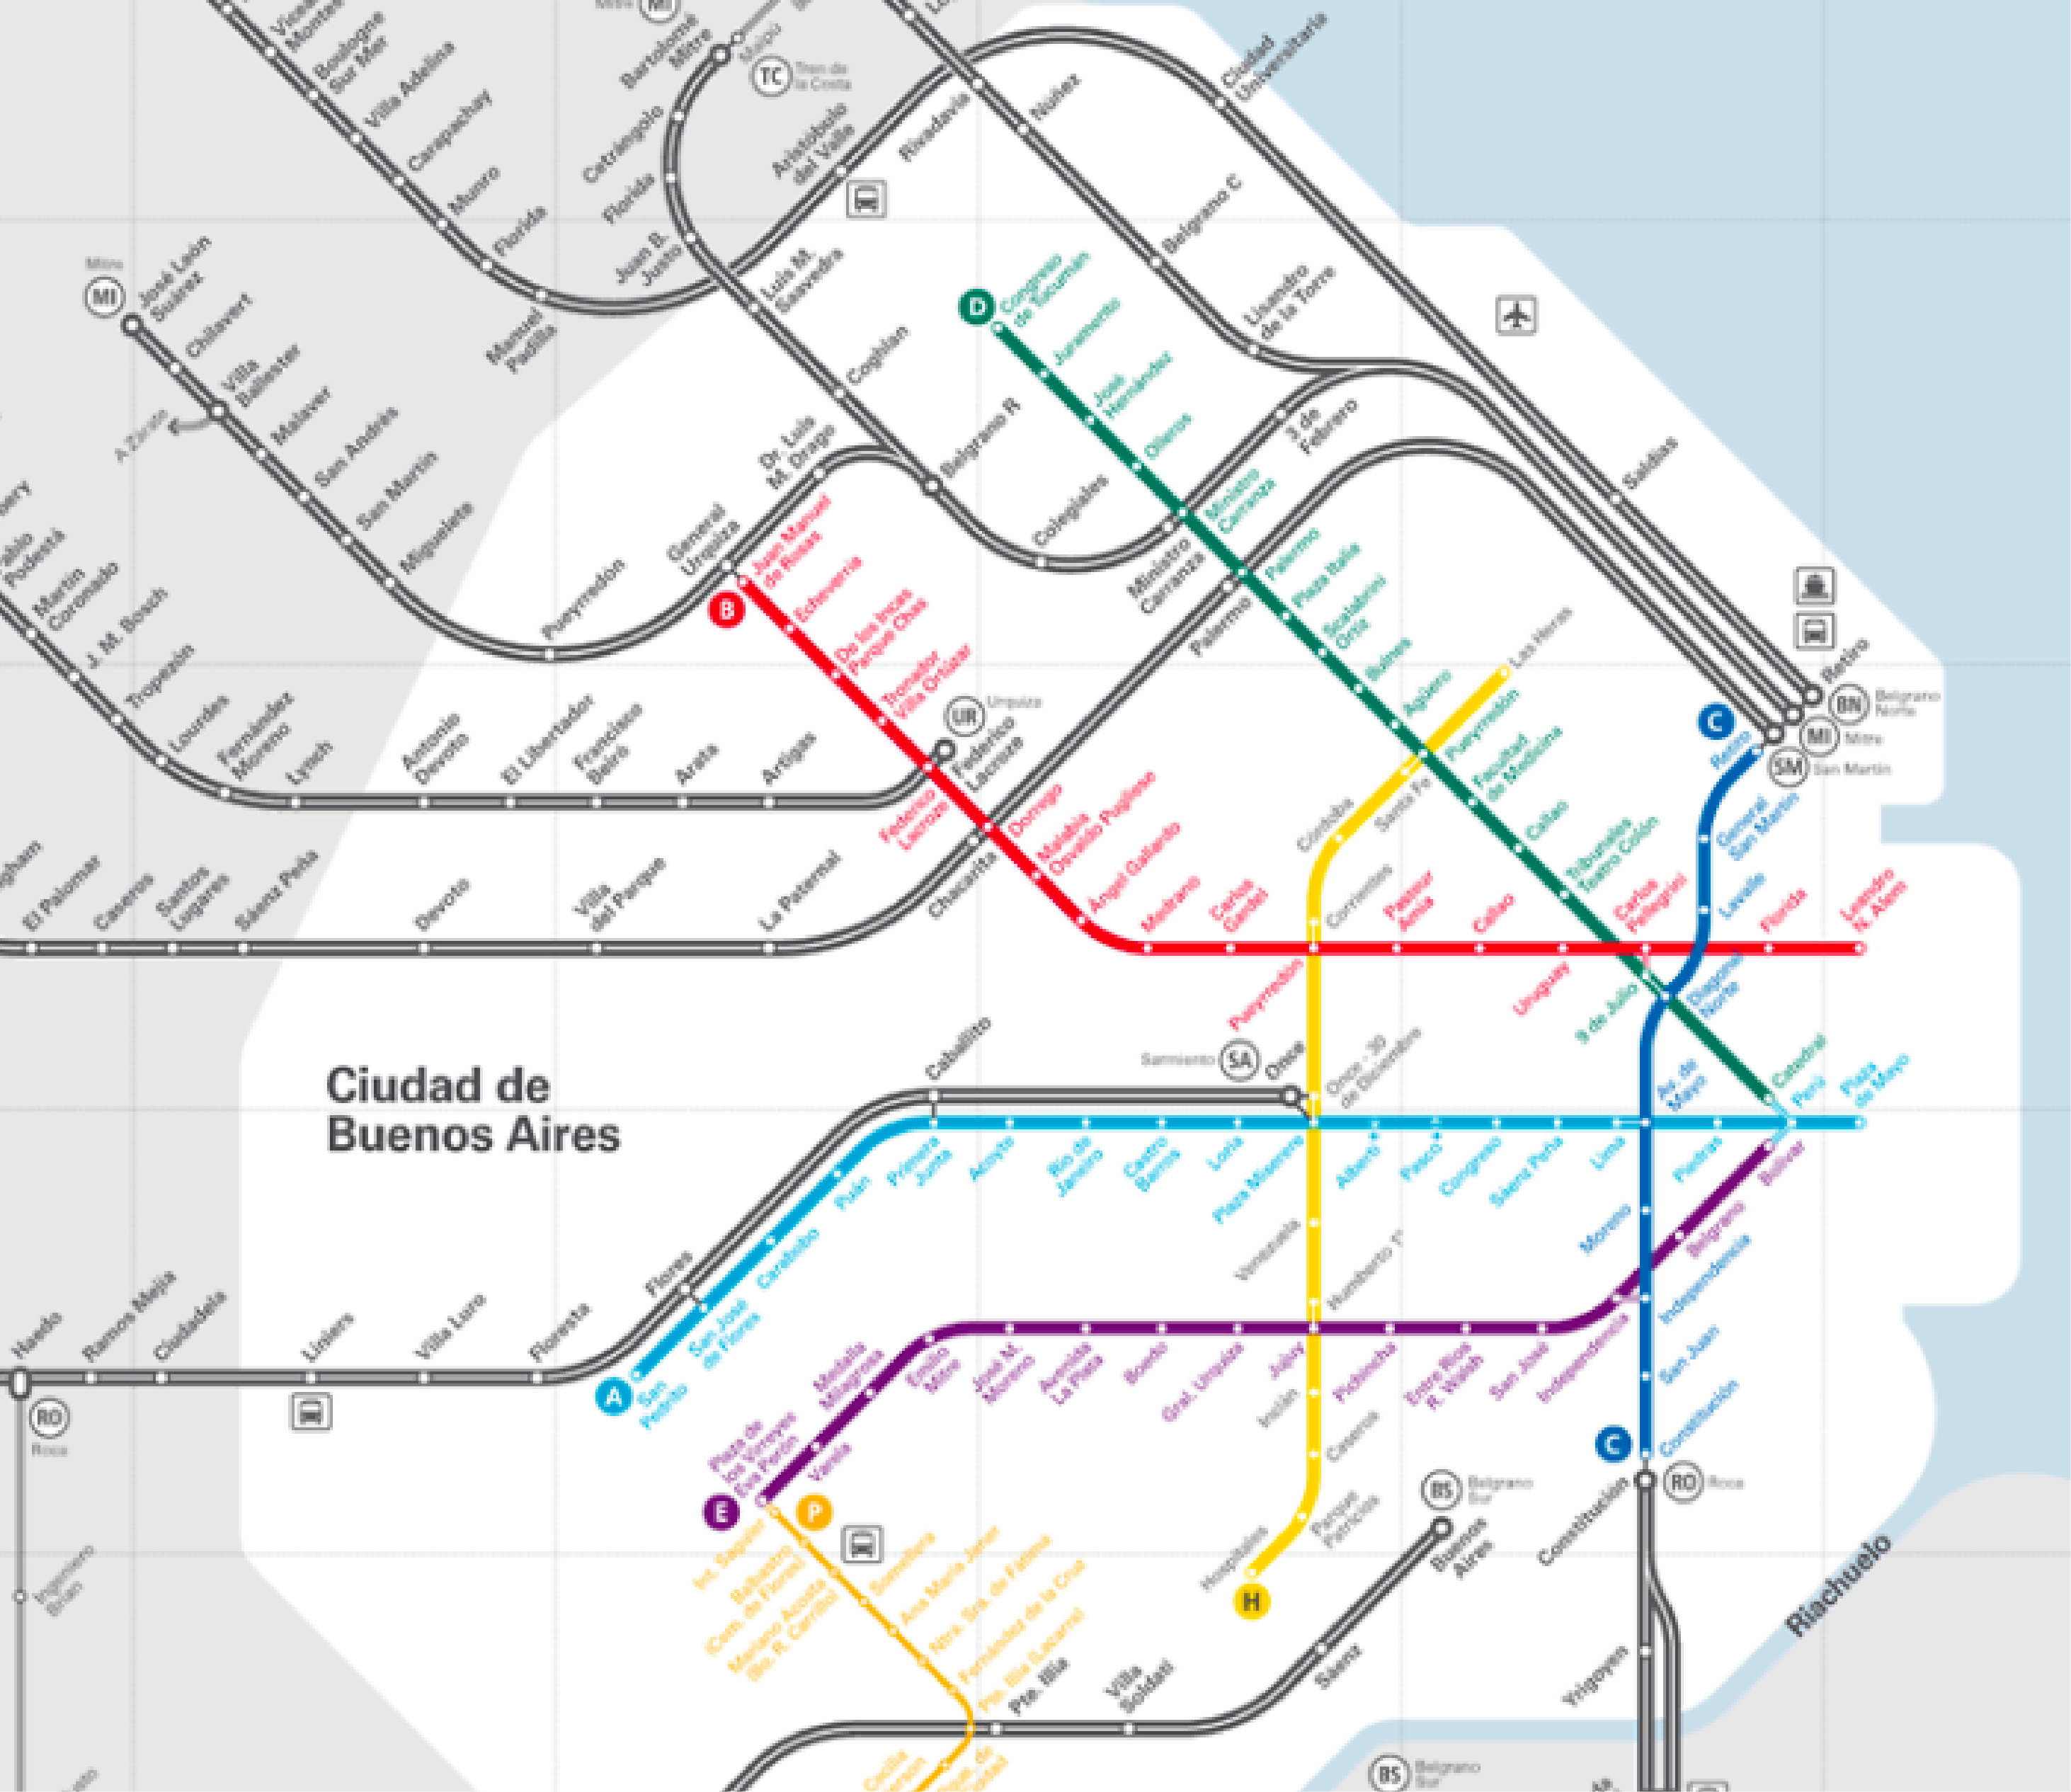 Boulogne
Sur Mer
Villa Adelina
Carapachay
Munro
Florida
Manuel
Padilla
Aristóbulo
del Valle
Mitre
MI
Bartolomé
Mitre
Maipú
TC
Tren de
la Costa
Cetrángolo
Florida
Juan B.
Justo
Luis M.
Saavedra
Coghlan
Belgrano R
Colegiales
Ministro
Carranza
3 de
Febrero
Rivadavia
Núñez
Belgrano C
Lisandro
de la Torre
Ciudad
Universitaria
Saldías
Retiro
BN
Belgrano
Norte
MI
Mitre
SM
San Martín
Mitre
MI
José León
Suárez
Chilavert
Villa
Ballester
A Zárate
Malaver
San Andrés
San Martín
Miguelete
Pueyrredón
General
Urquiza
Dr. Luis
M. Drago
D
Congreso
de Tucumán
Juramento
José
Hernández
Olleros
Ministro
Carranza
Palermo
Plaza Italia
Scalabrini
Ortiz
Bulnes
Agüero
Pueyrredón
Facultad
de Medicina
Callao
Tribunales
Teatro Colón
9 de Julio
Catedral
Palermo
B
Juan Manuel
de Rosas
Echeverría
De los Incas
Parque Chas
Tronador
Villa Ortúzar
Federico
Lacroze
Dorrego
Malabia
Osvaldo Pugliese
Ángel Gallardo
Medrano
Carlos
Gardel
Pueyrredón
Pasteur
Amia
Callao
Uruguay
Carlos
Pellegrini
Florida
Leandro
N. Alem
Podestá
Martín
Coronado
J. M. Bosch
Tropezón
Lourdes
Fernández
Moreno
Lynch
Antonio
Devoto
El Libertador
Francisco
Beiró
Arata
Artigas
UR
Urquiza
Federico
Lacroze
El Palomar
Caseros
Santos
Lugares
Sáenz Peña
Devoto
Villa
del Parque
La Paternal
Chacarita
Las Heras
Santa Fe
Córdoba
Corrientes
Once - 30
de Diciembre
Venezuela
Humberto 1°
Inclán
Caseros
Parque
Patricios
Hospitales
H
C
Retiro
General
San Martín
Lavalle
Diagonal
Norte
Av. de
Mayo
Moreno
Independencia
San Juan
Constitución
C
Ciudad de
Buenos Aires
Haedo
RO
Roca
Ramos Mejía
Ciudadela
Liniers
Villa Luro
Floresta
Flores
Caballito
Sarmiento
SA
Once
A
San
Pedrito
San José
de Flores
Carabobo
Puán
Primera
Junta
Acoyte
Río de
Janeiro
Castro
Barros
Loria
Plaza Miserere
Alberti
Pasco
Congreso
Sáenz Peña
Lima
Piedras
Perú
Plaza
de Mayo
E
Plaza de
los Virreyes
Eva Perón
Varela
Medalla
Milagrosa
Emilio
Mitre
José M.
Moreno
Avenida
La Plata
Boedo
Gral. Urquiza
Jujuy
Pichincha
Entre Ríos
R. Walsh
San José
Independencia
Belgrano
Bolívar
P
Int. Saguier
Balbastro
(Cem. de Flores)
Mariano Acosta
(Bo. R. Carrillo)
Somellera
Ana María Janer
Ntra. Sra. de Fátima
Fernández de la Cruz
Pte. Illia (Lacarra)
Cecilia
Pte. Illia
Villa
Soldati
Sáenz
Buenos
Aires
BS
Belgrano
Sur
Constitución
RO
Roca
Yrigoyen
Riachuelo
BS
Belgrano
Sur
Ingeniero
Brian